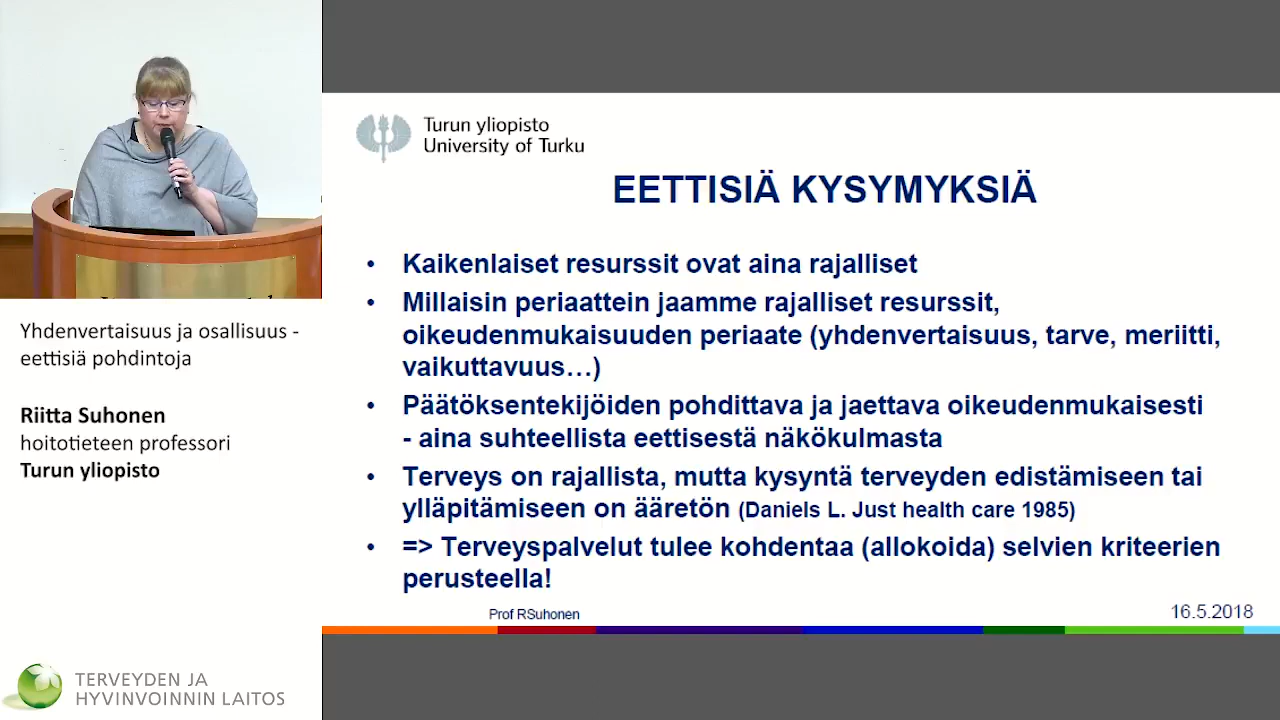 Turun yliopisto
University of Turku
EETTISIÄ KYSYMYKSIÄ
• Kaikenlaiset resurssit ovat aina rajalliset
• Millaisin periaattein jaamme rajalliset resurssit,
oikeudenmukaisuuden periaate (yhdenvertaisuus, tarve, meriitti,
vaikuttavuus…)
• Päätöksentekijöiden pohdittava ja jaettava oikeudenmukaisesti
- aina suhteellista eettisestä näkökulmasta
• Terveys on rajallista, mutta kysyntä terveyden edistämiseen tai
ylläpitämiseen on ääretön (Daniels L. Just health care 1985)
• => Terveyspalvelut tulee kohdentaa (allokoida) selvien kriteerien
perusteella!
Prof RSuhonen
16.5.2018
Yhdenvertaisuus ja osallisuus -
eettisiä pohdintoja
Riitta Suhonen
hoitotieteen professori
Turun yliopisto
TERVEYDEN JA
HYVINVOINNIN LAITOS